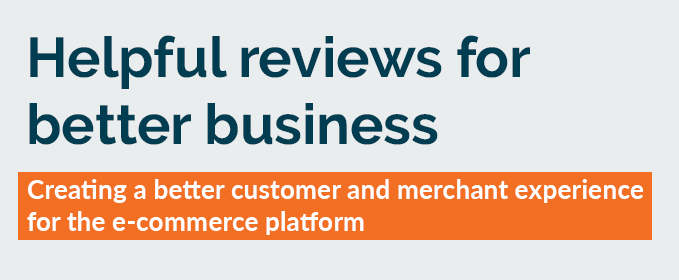 Helpful reviews for
better business
Creating a better customer and merchant experience
for the e-commerce platform